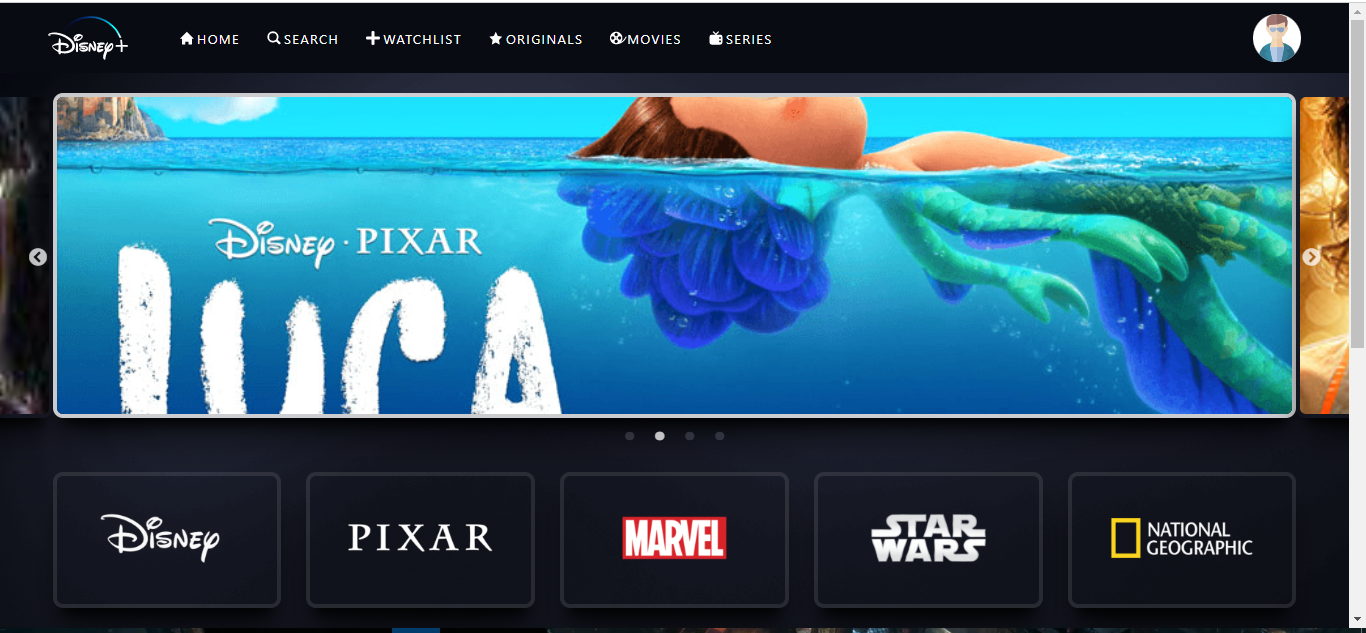 Disney+
HOME
SEARCH
WATCHLIST
ORIGINALS
MOVIES
SERIES
Disney · PIXAR
LUCA
Disney
PIXAR
MARVEL
STAR
WARS
NATIONAL
GEOGRAPHIC